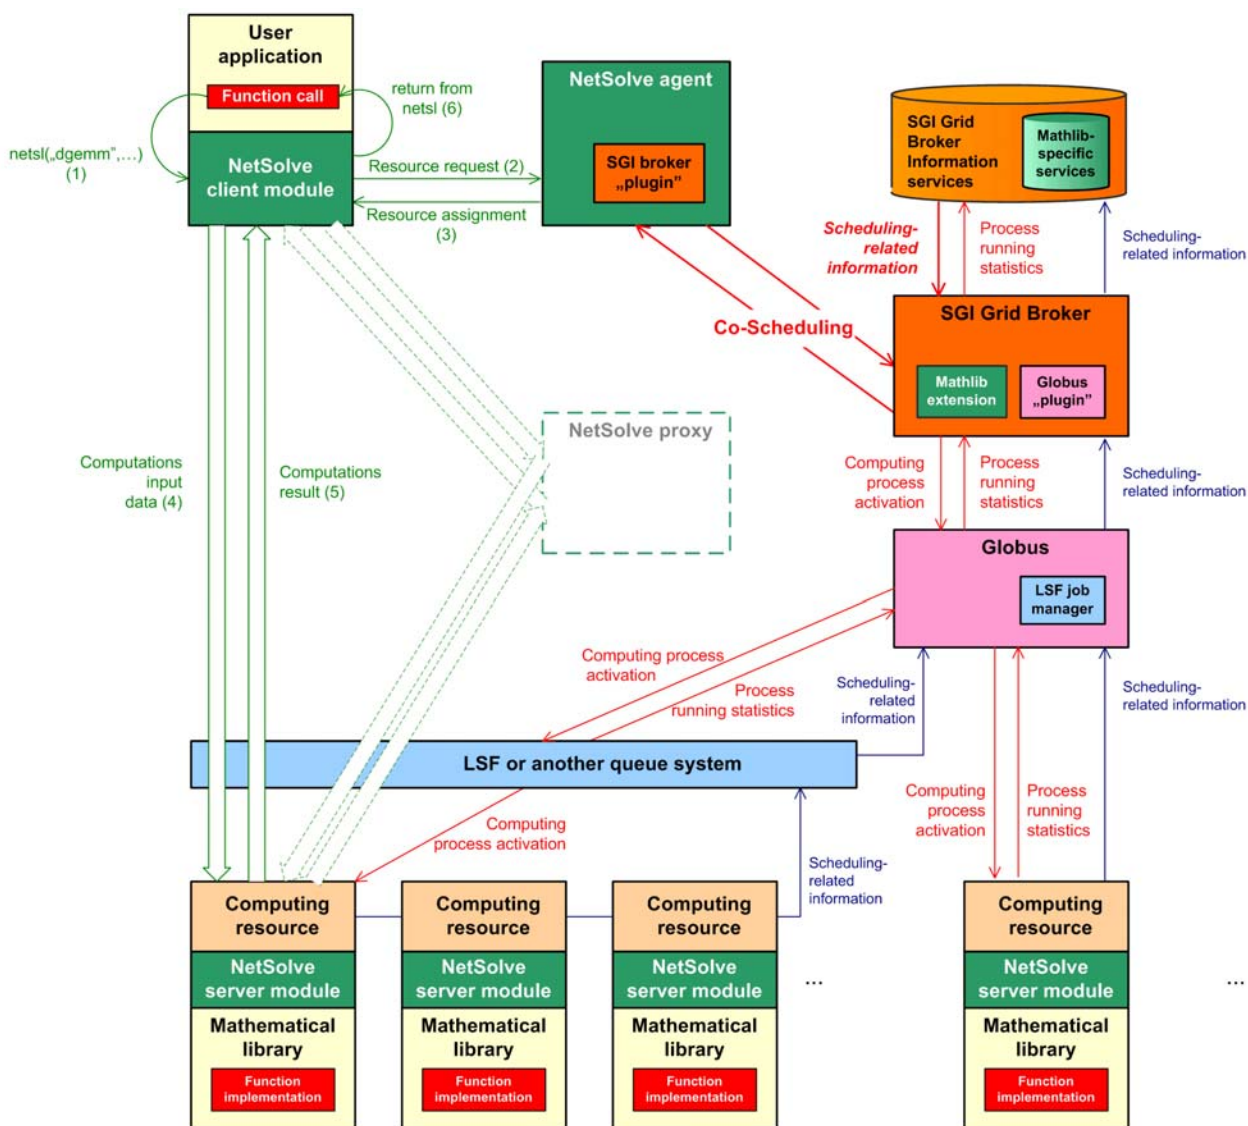 User
application
Function call
return from
netsl (6)
netsl(„dgemm”,…)
(1)
NetSolve
client module
Resource request (2)
Resource assignment
(3)
NetSolve agent
SGI broker
„plugin”
SGI Grid
Broker
Information
services
Mathlib-
specific
services
Scheduling-
related
information
Process
running
statistics
Scheduling-
related information
Co-Scheduling
SGI Grid Broker
Mathlib
extension
Globus
„plugin”
NetSolve proxy
Computations
input
data (4)
Computations
result (5)
Computing
process
activation
Process
running
statistics
Scheduling-
related information
Globus
LSF job
manager
Computing process
activation
Process
running statistics
Scheduling-
related
information
Scheduling-
related information
LSF or another queue system
Computing
process activation
Scheduling-
related
information
Computing
process
activation
Process
running
statistics
Computing
resource
NetSolve
server module
Mathematical
library
Function
implementation
Computing
resource
NetSolve
server module
Mathematical
library
Function
implementation
Computing
resource
NetSolve
server module
Mathematical
library
Function
implementation
...
Computing
resource
NetSolve
server module
Mathematical
library
Function
implementation
...